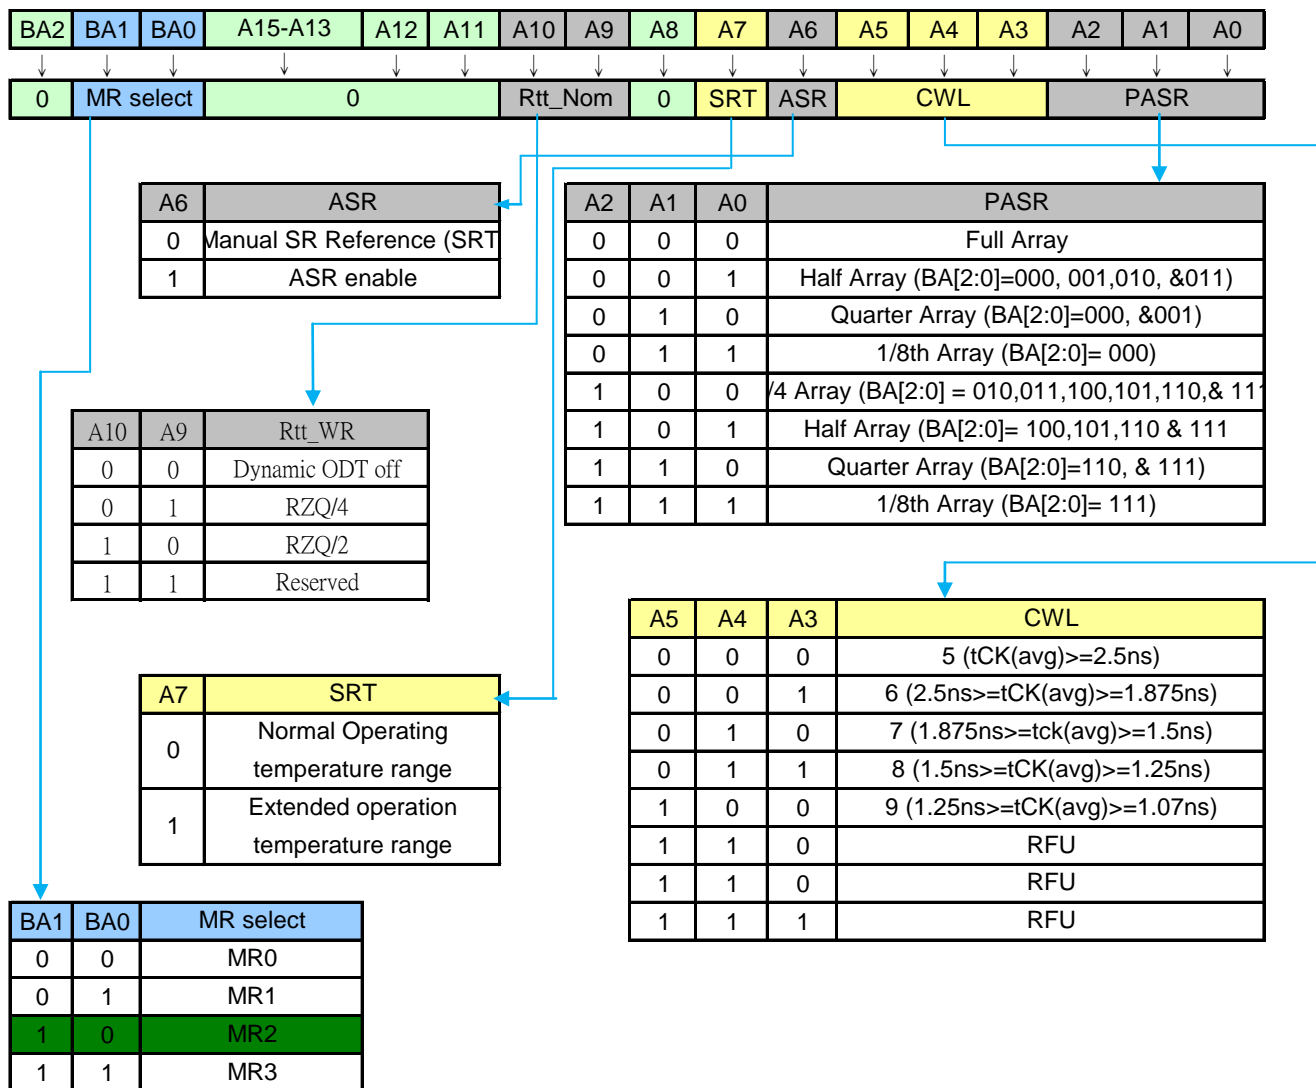 BA2 BA1 BA0 A15-A13 A12 A11 A10 A9 A8 A7 A6 A5 A4 A3 A2 A1 A0
0 MR select 0 Rtt_Nom 0 SRT ASR CWL PASR
A6 ASR
0 Manual SR Reference (SRT
1 ASR enable
A2 A1 A0 PASR
0 0 0 Full Array
0 0 1 Half Array (BA[2:0]=000, 001,010, &011)
0 1 0 Quarter Array (BA[2:0]=000, &001)
0 1 1 1/8th Array (BA[2:0]= 000)
1 0 0 /4 Array (BA[2:0] = 010,011,100,101,110,& 111
1 0 1 Half Array (BA[2:0]= 100,101,110 & 111
1 1 0 Quarter Array (BA[2:0]=110, & 111)
1 1 1 1/8th Array (BA[2:0]= 111)
A10 A9 Rtt_WR
0 0 Dynamic ODT off
0 1 RZQ/4
1 0 RZQ/2
1 1 Reserved
A5 A4 A3 CWL
0 0 0 5 (tCK(avg)>=2.5ns)
0 0 1 6 (2.5ns>=tCK(avg)>=1.875ns)
0 1 0 7 (1.875ns>=tck(avg)>=1.5ns)
0 1 1 8 (1.5ns>=tCK(avg)>=1.25ns)
1 0 0 9 (1.25ns>=tCK(avg)>=1.07ns)
1 1 0 RFU
1 1 0 RFU
1 1 1 RFU
A7 SRT
0 Normal Operating
temperature range
1 Extended operation
temperature range
BA1 BA0 MR select
0 0 MR0
0 1 MR1
1 0 MR2
1 1 MR3